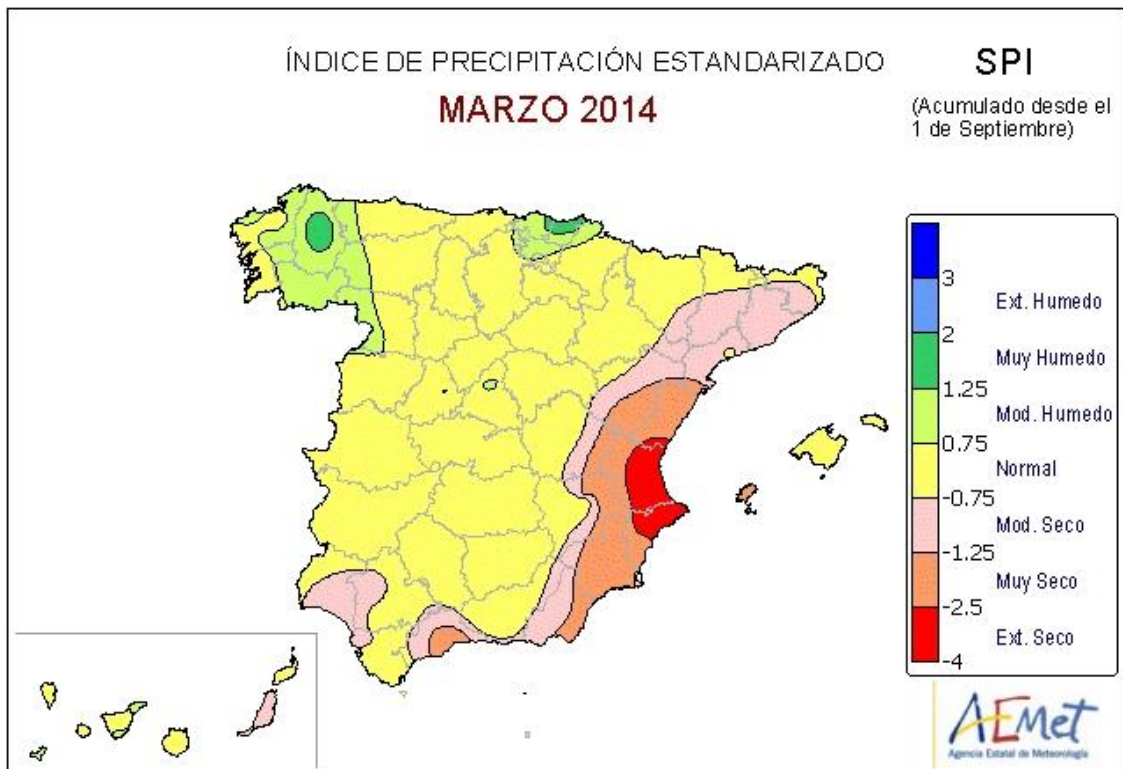 ÍNDICE DE PRECIPITACIÓN ESTANDARIZADO
MARZO 2014
SPI
(Acumulado desde el
1 de Septiembre)
3
Ext. Humedo
2
Muy Humedo
1.25
Mod. Humedo
0.75
Normal
-0.75
Mod. Seco
-1.25
Muy Seco
-2.5
Ext. Seco
-4
AEMet
Agencia Estatal de Meteorología